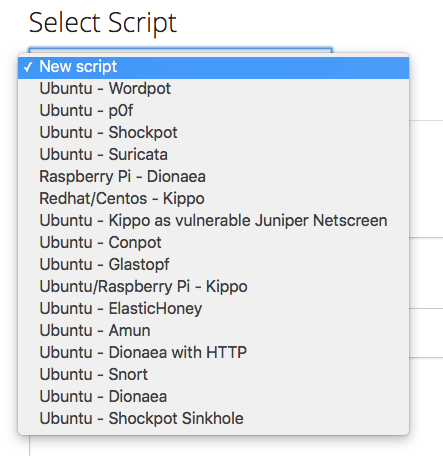 Select Script
✓ New script
Ubuntu - Wordpot
Ubuntu - p0f
Ubuntu - Shockpot
Ubuntu - Suricata
Raspberry Pi - Dionaea
Redhat/Centos - Kippo
Ubuntu - Kippo as vulnerable Juniper Netscreen
Ubuntu - Conpot
Ubuntu - Glastopf
Ubuntu/Raspberry Pi - Kippo
Ubuntu - ElasticHoney
Ubuntu - Amun
Ubuntu - Dionaea with HTTP
Ubuntu - Snort
Ubuntu - Dionaea
Ubuntu - Shockpot Sinkhole